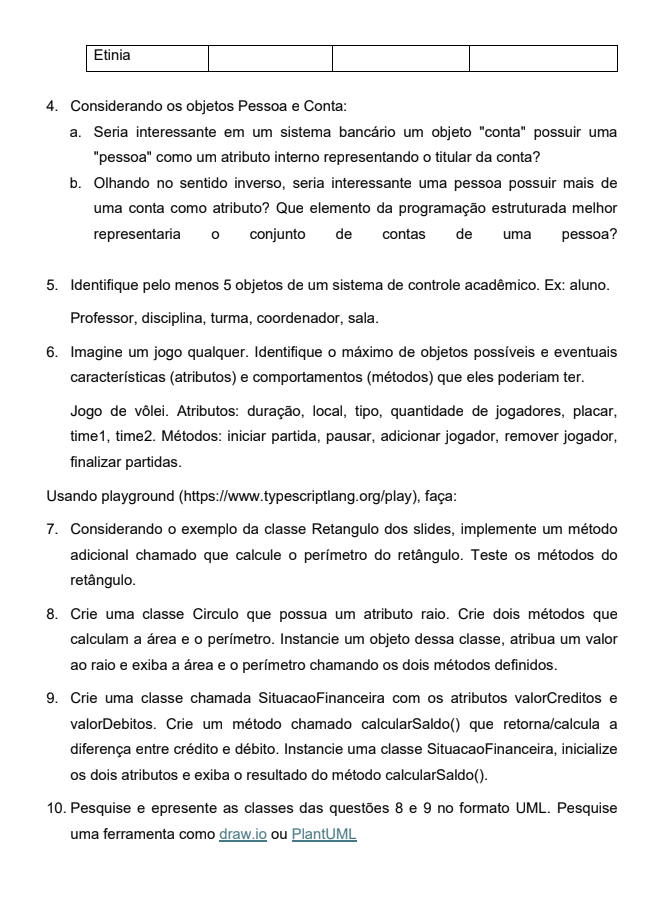 Etinia
4. Considerando os objetos Pessoa e Conta:
a. Seria interessante em um sistema bancário um objeto "conta" possuir uma
"pessoa" como um atributo interno representando o titular da conta?
b. Olhando no sentido inverso, seria interessante uma pessoa possuir mais de
uma conta como atributo? Que elemento da programação estruturada melhor
representaria o conjunto de contas de uma pessoa?
5. Identifique pelo menos 5 objetos de um sistema de controle acadêmico. Ex: aluno.
Professor, disciplina, turma, coordenador, sala.
6. Imagine um jogo qualquer. Identifique o máximo de objetos possíveis e eventuais
características (atributos) e comportamentos (métodos) que eles poderiam ter.
Jogo de vôlei. Atributos: duração, local, tipo, quantidade de jogadores, placar,
time1, time2. Métodos: iniciar partida, pausar, adicionar jogador, remover jogador,
finalizar partidas.
Usando playground (https://www.typescriptlang.org/play), faça:
7. Considerando o exemplo da classe Retangulo dos slides, implemente um método
adicional chamado que calcule o perímetro do retângulo. Teste os métodos do
retângulo.
8. Crie uma classe Circulo que possua um atributo raio. Crie dois métodos que
calculam a área e o perímetro. Instancie um objeto dessa classe, atribua um valor
ao raio e exiba a área e o perímetro chamando os dois métodos definidos.
9. Crie uma classe chamada SituacaoFinanceira com os atributos valorCreditos e
valorDebitos. Crie um método chamado calcularSaldo() que retorna/calcula a
diferença entre crédito e débito. Instancie uma classe SituacaoFinanceira, inicialize
os dois atributos e exiba o resultado do método calcularSaldo().
10. Pesquise e epresente as classes das questões 8 e 9 no formato UML. Pesquise
uma ferramenta como draw.io ou PlantUML